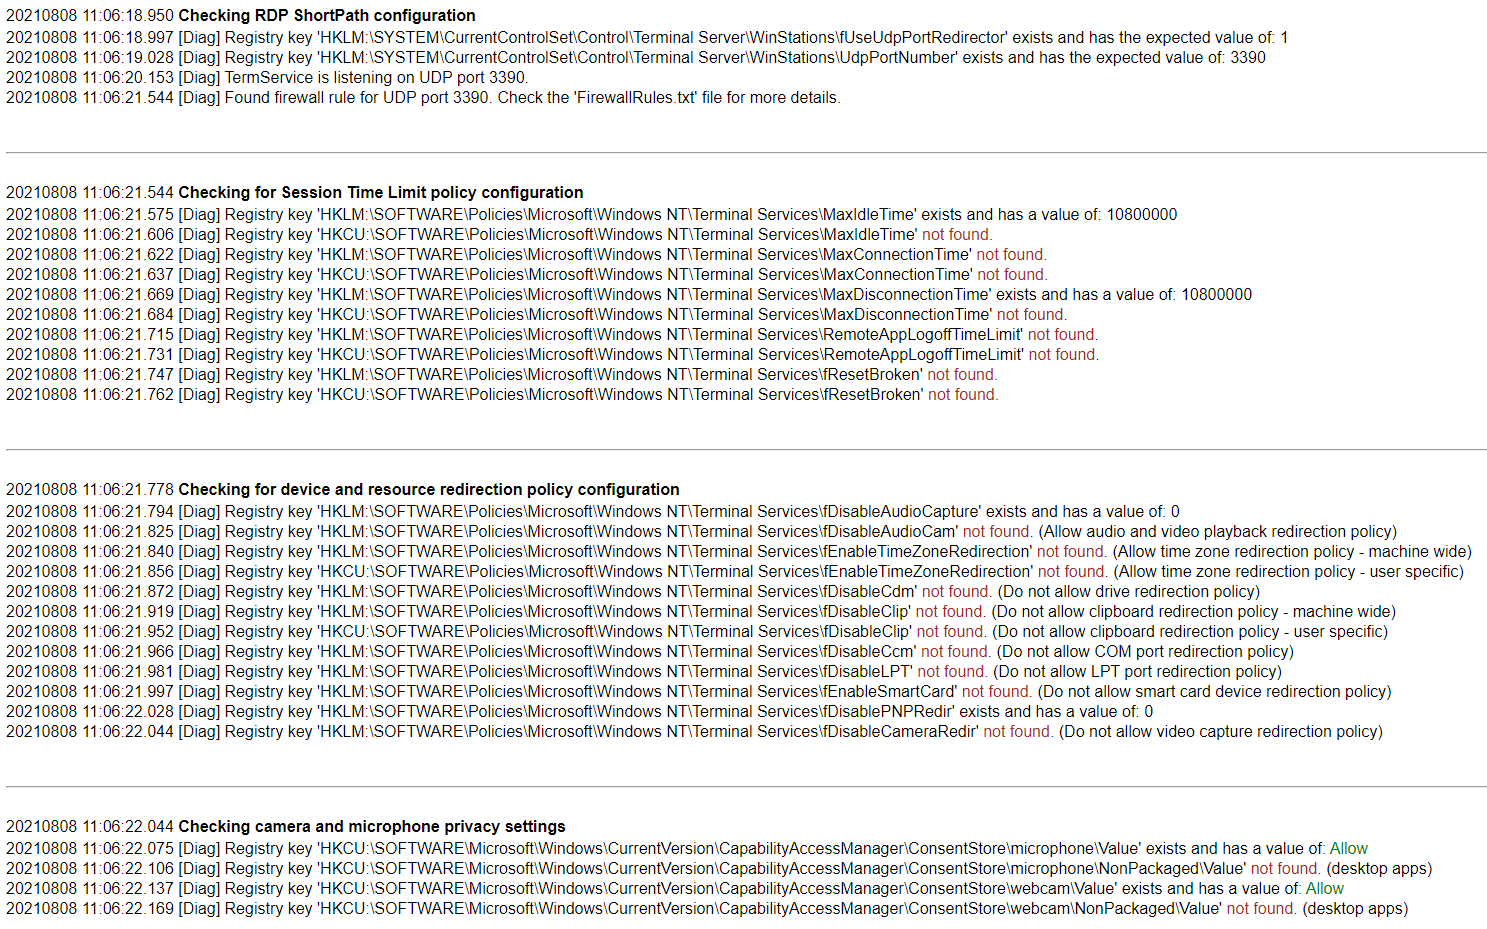 20210808 11:06:18.950 Checking RDP ShortPath configuration
20210808 11:06:18.997 [Diag] Registry key 'HKLM:\SYSTEM\CurrentControlSet\Control\Terminal Server\WinStations\fUseUdpPortRedirector' exists and has the expected value of: 1
20210808 11:06:19.028 [Diag] Registry key 'HKLM:\SYSTEM\CurrentControlSet\Control\Terminal Server\WinStations\UdpPortNumber' exists and has the expected value of: 3390
20210808 11:06:20.153 [Diag] TermService is listening on UDP port 3390.
20210808 11:06:21.544 [Diag] Found firewall rule for UDP port 3390. Check the 'FirewallRules.txt' file for more details.
20210808 11:06:21.544 Checking for Session Time Limit policy configuration
20210808 11:06:21.575 [Diag] Registry key 'HKLM:\SOFTWARE\Policies\Microsoft\Windows NT\Terminal Services\MaxIdleTime' exists and has a value of: 10800000
20210808 11:06:21.606 [Diag] Registry key 'HKCU:\SOFTWARE\Policies\Microsoft\Windows NT\Terminal Services\MaxIdleTime' not found.
20210808 11:06:21.622 [Diag] Registry key 'HKLM:\SOFTWARE\Policies\Microsoft\Windows NT\Terminal Services\MaxConnectionTime' not found.
20210808 11:06:21.637 [Diag] Registry key 'HKCU:\SOFTWARE\Policies\Microsoft\Windows NT\Terminal Services\MaxConnectionTime' not found.
20210808 11:06:21.669 [Diag] Registry key 'HKLM:\SOFTWARE\Policies\Microsoft\Windows NT\Terminal Services\MaxDisconnectionTime' exists and has a value of: 10800000
20210808 11:06:21.684 [Diag] Registry key 'HKCU:\SOFTWARE\Policies\Microsoft\Windows NT\Terminal Services\MaxDisconnectionTime' not found.
20210808 11:06:21.715 [Diag] Registry key 'HKLM:\SOFTWARE\Policies\Microsoft\Windows NT\Terminal Services\RemoteAppLogoffTimeLimit' not found.
20210808 11:06:21.731 [Diag] Registry key 'HKCU:\SOFTWARE\Policies\Microsoft\Windows NT\Terminal Services\RemoteAppLogoffTimeLimit' not found.
20210808 11:06:21.747 [Diag] Registry key 'HKLM:\SOFTWARE\Policies\Microsoft\Windows NT\Terminal Services\fResetBroken' not found.
20210808 11:06:21.762 [Diag] Registry key 'HKCU:\SOFTWARE\Policies\Microsoft\Windows NT\Terminal Services\fResetBroken' not found.
20210808 11:06:21.778 Checking for device and resource redirection policy configuration
20210808 11:06:21.794 [Diag] Registry key 'HKLM:\SOFTWARE\Policies\Microsoft\Windows NT\Terminal Services\fDisableAudioCapture' exists and has a value of: 0
20210808 11:06:21.825 [Diag] Registry key 'HKLM:\SOFTWARE\Policies\Microsoft\Windows NT\Terminal Services\fDisableAudioCam' not found. (Allow audio and video playback redirection policy)
20210808 11:06:21.840 [Diag] Registry key 'HKLM:\SOFTWARE\Policies\Microsoft\Windows NT\Terminal Services\fEnableTimeZoneRedirection' not found. (Allow time zone redirection policy - machine wide)
20210808 11:06:21.856 [Diag] Registry key 'HKCU:\SOFTWARE\Policies\Microsoft\Windows NT\Terminal Services\fEnableTimeZoneRedirection' not found. (Allow time zone redirection policy - user specific)
20210808 11:06:21.872 [Diag] Registry key 'HKLM:\SOFTWARE\Policies\Microsoft\Windows NT\Terminal Services\fDisableCdm' not found. (Do not allow drive redirection policy)
20210808 11:06:21.919 [Diag] Registry key 'HKLM:\SOFTWARE\Policies\Microsoft\Windows NT\Terminal Services\fDisableClip' not found. (Do not allow clipboard redirection policy - machine wide)
20210808 11:06:21.952 [Diag] Registry key 'HKCU:\SOFTWARE\Policies\Microsoft\Windows NT\Terminal Services\fDisableClip' not found. (Do not allow clipboard redirection policy - user specific)
20210808 11:06:21.966 [Diag] Registry key 'HKLM:\SOFTWARE\Policies\Microsoft\Windows NT\Terminal Services\fDisableCcm' not found. (Do not allow COM port redirection policy)
20210808 11:06:21.981 [Diag] Registry key 'HKLM:\SOFTWARE\Policies\Microsoft\Windows NT\Terminal Services\fDisableLPT' not found. (Do not allow LPT port redirection policy)
20210808 11:06:21.997 [Diag] Registry key 'HKLM:\SOFTWARE\Policies\Microsoft\Windows NT\Terminal Services\fEnableSmartCard' not found. (Do not allow smart card device redirection policy)
20210808 11:06:22.028 [Diag] Registry key 'HKLM:\SOFTWARE\Policies\Microsoft\Windows NT\Terminal Services\fDisablePNPRedir' exists and has a value of: 0
20210808 11:06:22.044 [Diag] Registry key 'HKLM:\SOFTWARE\Policies\Microsoft\Windows NT\Terminal Services\fDisableCameraRedir' not found. (Do not allow video capture redirection policy)
20210808 11:06:22.044 Checking camera and microphone privacy settings
20210808 11:06:22.075 [Diag] Registry key 'HKCU:\SOFTWARE\Microsoft\Windows\CurrentVersion\CapabilityAccessManager\ConsentStore\microphone\Value' exists and has a value of: Allow
20210808 11:06:22.106 [Diag] Registry key 'HKCU:\SOFTWARE\Microsoft\Windows\CurrentVersion\CapabilityAccessManager\ConsentStore\microphone\NonPackaged\Value' not found. (desktop apps)
20210808 11:06:22.137 [Diag] Registry key 'HKCU:\SOFTWARE\Microsoft\Windows\CurrentVersion\CapabilityAccessManager\ConsentStore\webcam\Value' exists and has a value of: Allow
20210808 11:06:22.169 [Diag] Registry key 'HKCU:\SOFTWARE\Microsoft\Windows\CurrentVersion\CapabilityAccessManager\ConsentStore\webcam\NonPackaged\Value' not found. (desktop apps)